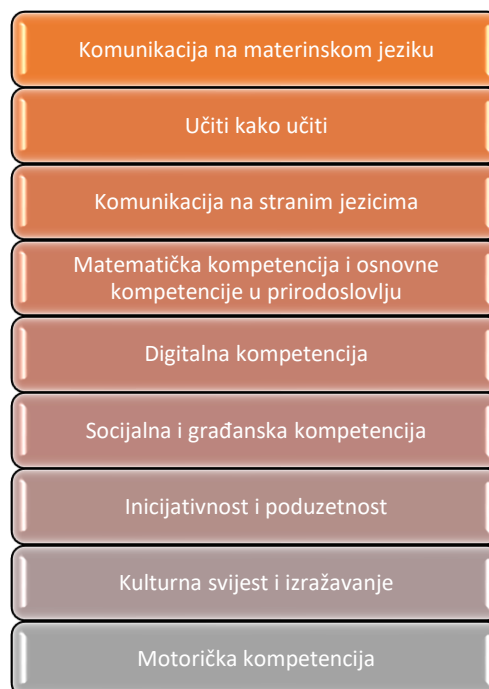 Komunikacija na materinskom jeziku
Učiti kako učiti
Komunikacija na stranim jezicima
Matematička kompetencija i osnovne
kompetencije u prirodoslovlju
Digitalna kompetencija
Socijalna i građanska kompetencija
Inicijativnost i poduzetnost
Kulturna svijest i izražavanje
Motorička kompetencija